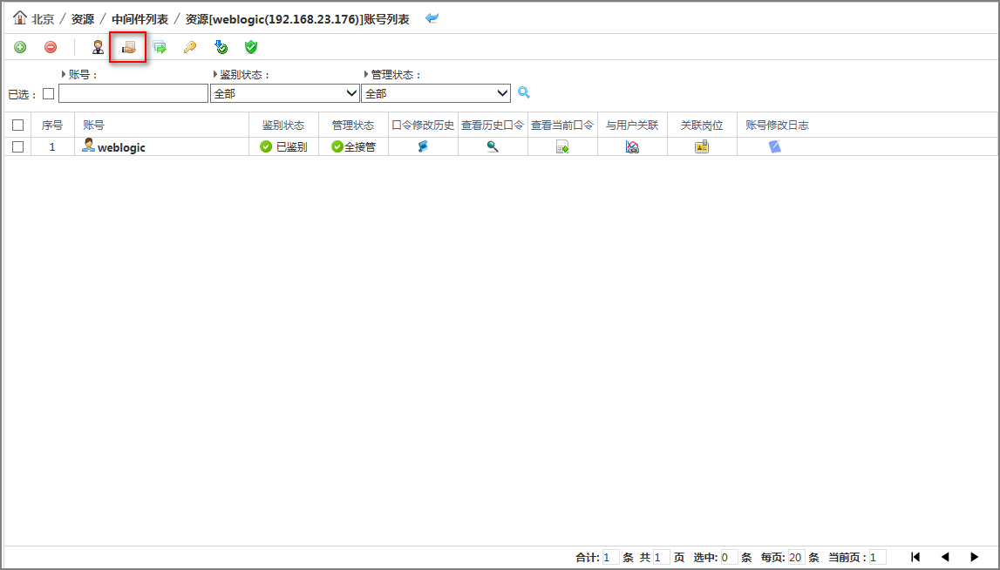 北京 / 资源 / 中间件列表 / 资源[weblogic(192.168.23.176)]账号列表
账号： 鉴别状态： 管理状态：
已选： 全部 全部
序号 账号 鉴别状态 管理状态 口令修改历史 查看历史口令 查看当前口令 与用户关联 关联岗位 账号修改日志
1 weblogic 已鉴别 全接管
合计: 1 条 共 1 页 选中: 0 条 每页: 20 条 当前页 : 1